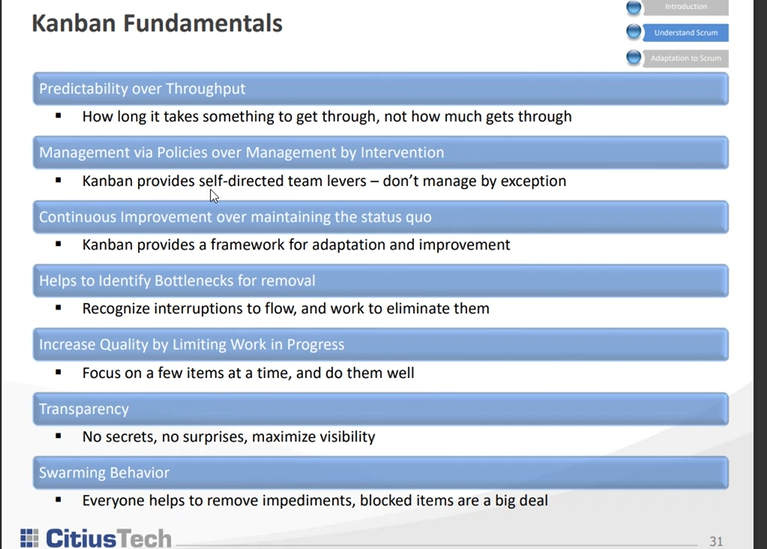 Kanban Fundamentals
Introduction
Understand Scrum
Adaptation to Scrum
Predictability over Throughput
▪ How long it takes something to get through, not how much gets through
Management via Policies over Management by Intervention
▪ Kanban provides self-directed team levers – don’t manage by exception
Continuous Improvement over maintaining the status quo
▪ Kanban provides a framework for adaptation and improvement
Helps to Identify Bottlenecks for removal
▪ Recognize interruptions to flow, and work to eliminate them
Increase Quality by Limiting Work in Progress
▪ Focus on a few items at a time, and do them well
Transparency
▪ No secrets, no surprises, maximize visibility
Swarming Behavior
▪ Everyone helps to remove impediments, blocked items are a big deal
CitiusTech
31